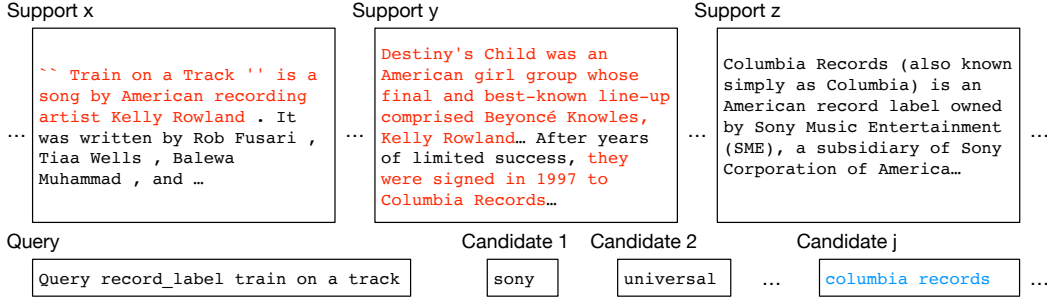 Support x
`` Train on a Track '' is a
song by American recording
artist Kelly Rowland . It
was written by Rob Fusari ,
Tiaa Wells , Balewa
Muhammad , and …
…
Support y
Destiny's Child was an
American girl group whose
final and best-known line-up
comprised Beyoncé Knowles,
Kelly Rowland… After years
of limited success, they
were signed in 1997 to
Columbia Records…
…
Support z
Columbia Records (also known
simply as Columbia) is an
American record label owned
by Sony Music Entertainment
(SME), a subsidiary of Sony
Corporation of America…
…
…
Query
Query record_label train on a track
Candidate 1
sony
Candidate 2
universal
…
Candidate j
columbia records
…